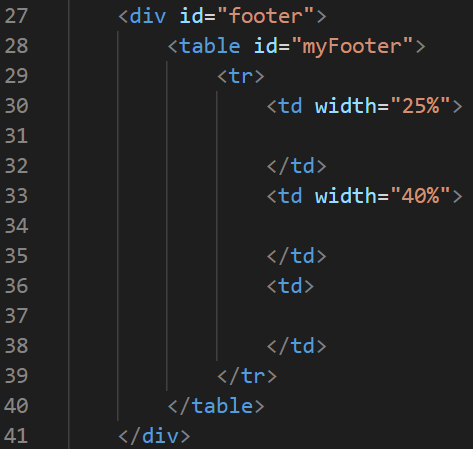 27 <div id="footer">
28 <table id="myFooter">
29 <tr>
30 <td width="25%">
31
32 </td>
33 <td width="40%">
34
35 </td>
36 <td>
37
38 </td>
39 </tr>
40 </table>
41 </div>